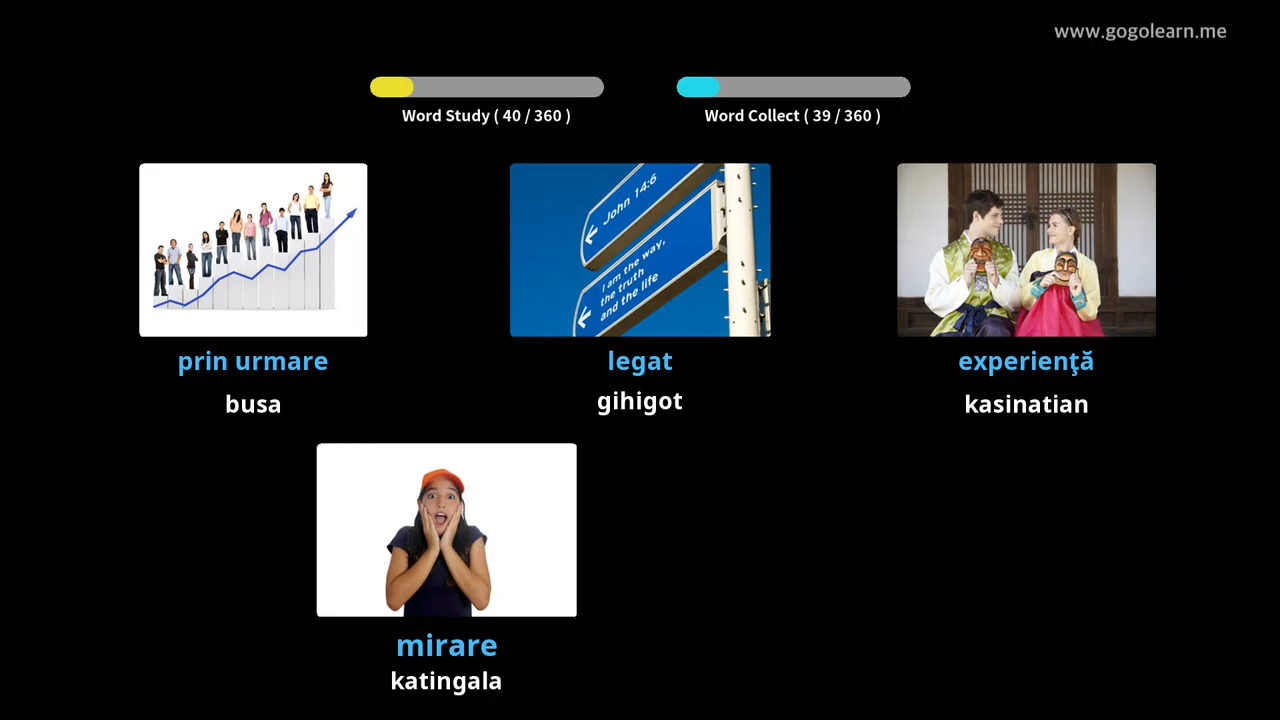 www.gogolearn.me
Word Study ( 40 / 360 )
Word Collect ( 39 / 360 )
John 14:6
I am the way,
the truth
and the life
prin urmare
legat
experienţă
busa
gihigot
kasinatian
mirare
katingala